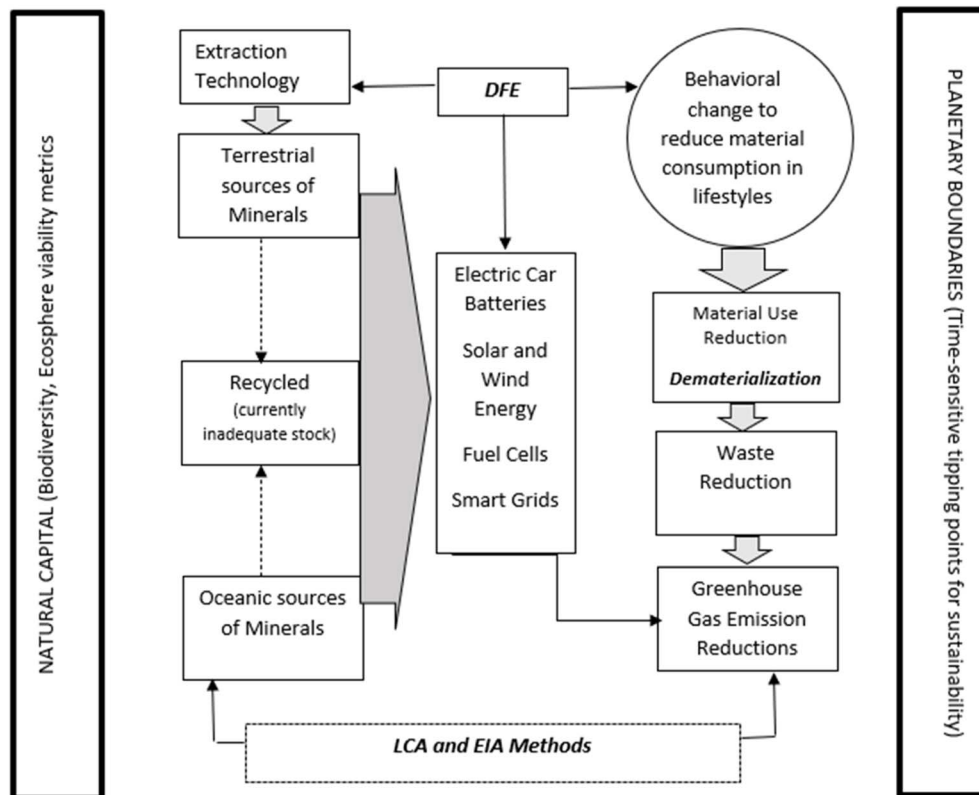 NATURAL CAPITAL (Biodiversity, Ecosphere viability metrics
Extraction
Technology
Terrestrial
sources of
Minerals
Recycled
(currently
inadequate stock)
Oceanic sources
of Minerals
DFE
Electric Car
Batteries
Solar and
Wind
Energy
Fuel Cells
Smart Grids
Behavioral
change to
reduce material
consumption in
lifestyles
Material Use
Reduction
Dematerialization
Waste
Reduction
Greenhouse
Gas Emission
Reductions
LCA and EIA Methods
PLANETARY BOUNDARIES (Time-sensitive tipping points for sustainability)